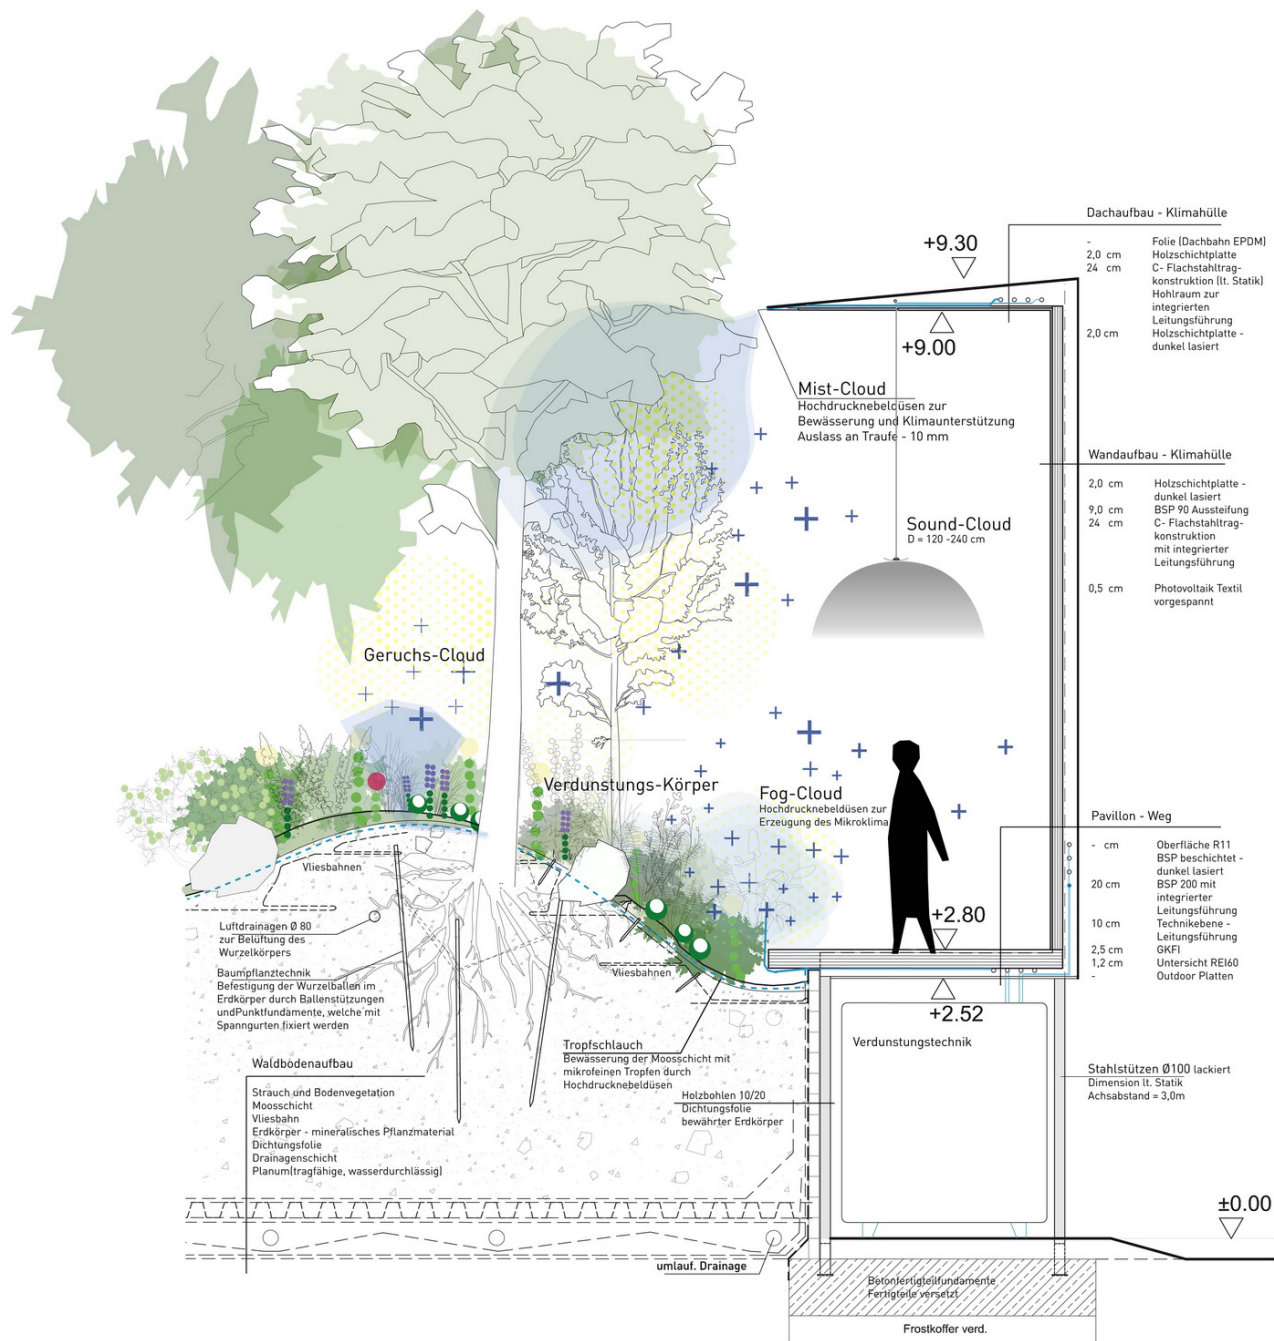 Dachaufbau - Klimahülle
- Folie (Dachbahn EPDM)
2,0 cm Holzschichtplatte
24 cm C- Flachstahltrag-
konstruktion (lt. Statik)
Hohlraum zur
integrierten
Leitungsführung
2,0 cm Holzschichtplatte -
dunkel lasiert
+9.30
+9.00
Mist-Cloud
Hochdrucknebeldüsen zur
Bewässerung und Klimaunterstützung
Auslass an Traufe - 10 mm
Wandaufbau - Klimahülle
2,0 cm Holzschichtplatte -
dunkel lasiert
9,0 cm BSP 90 Aussteifung
24 cm C- Flachstahltrag-
konstruktion
mit integrierter
Leitungsführung
0,5 cm Photovoltaik Textil
vorgespannt
Sound-Cloud
D = 120 -240 cm
Geruchs-Cloud
Verdunstungs-Körper
Fog-Cloud
Hochdrucknebeldüsen zur
Erzeugung des Mikroklima
Pavillon - Weg
- cm Oberfläche R11
BSP beschichtet -
dunkel lasiert
20 cm BSP 200 mit
integrierter
Leitungsführung
10 cm Technikebene -
Leitungsführung
2,5 cm GKFI
1,2 cm Untersicht REI60
- Outdoor Platten
+2.80
+2.52
Vliesbahnen
Luftdrainagen Ø 80
zur Belüftung des
Wurzelkörpers
Baumpflanztechnik
Befestigung der Wurzelballen im
Erdkörper durch Ballenstützungen
undPunktfundamente, welche mit
Spanngurten fixiert werden
Vliesbahnen
Waldbodenaufbau
Strauch und Bodenvegetation
Moosschicht
Vliesbahn
Erdkörper - mineralisches Pflanzmaterial
Dichtungsfolie
Drainagenschicht
Planum(tragfähige, wasserdurchlässig)
Tropfschlauch
Bewässerung der Moosschicht mit
mikrofeinen Tropfen durch
Hochdrucknebeldüsen
Holzbohlen 10/20
Dichtungsfolie
bewährter Erdkörper
Verdunstungstechnik
Stahlstützen Ø100 lackiert
Dimension lt. Statik
Achsabstand = 3,0m
±0.00
umlauf. Drainage
Betonfertigteilfundamente
Fertigteile versetzt
Frostkoffer verd.